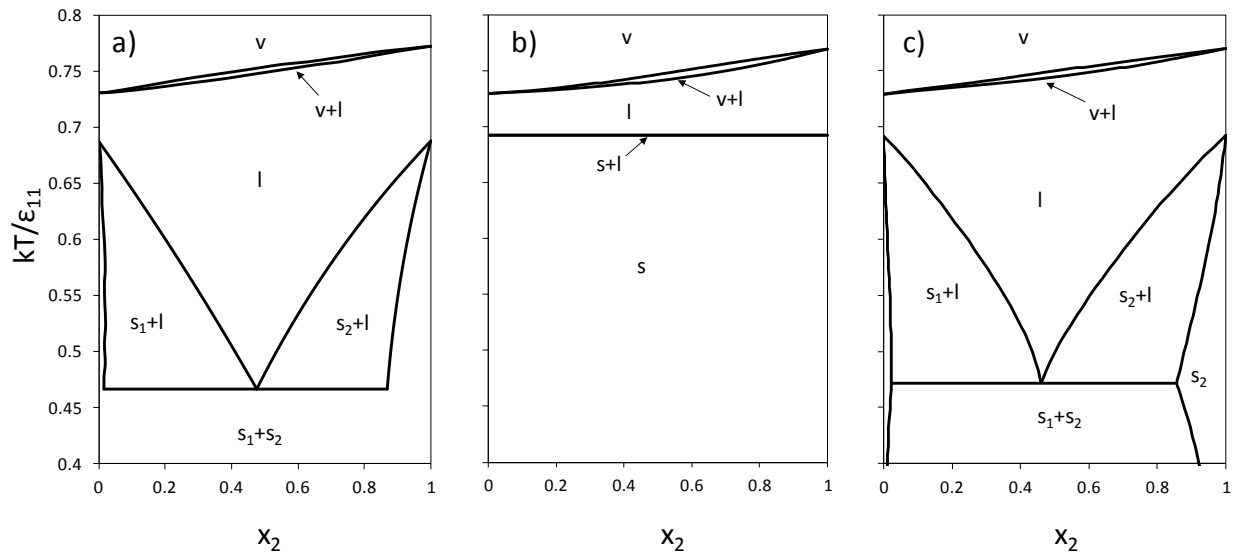 a)
v
v+l
l
s₁+l
s₂+l
s₁+s₂
0.8
0.75
0.7
0.65
0.6
0.55
0.5
0.45
0.4
kT/ε₁₁
0 0.2 0.4 0.6 0.8 1
x₂
b)
v
v+l
l
s+l
s
0 0.2 0.4 0.6 0.8 1
x₂
c)
v
v+l
l
s₁+l
s₂+l
s₂
s₁+s₂
0 0.2 0.4 0.6 0.8 1
x₂